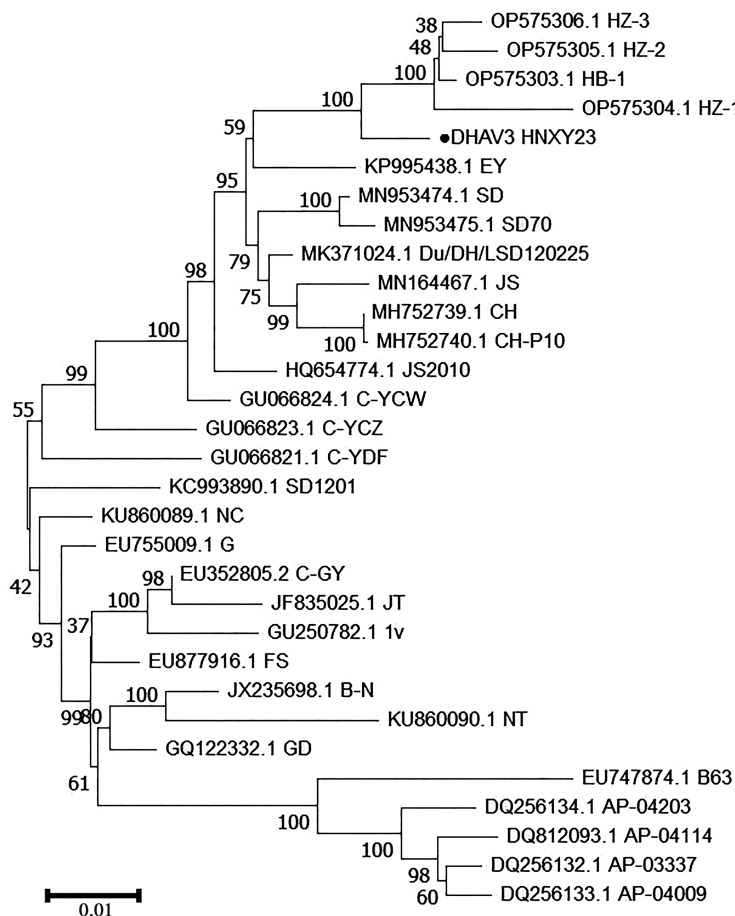 38
OP575306.1 HZ-3
48
OP575305.1 HZ-2
100
OP575303.1 HB-1
100
OP575304.1 HZ-1
59
●DHAV3 HNXY23
KP995438.1 EY
95
100
MN953474.1 SD
MN953475.1 SD70
79
MK371024.1 Du/DH/LSD120225
98
75
MN164467.1 JS
99
MH752739.1 CH
100
MH752740.1 CH-P10
100
HQ654774.1 JS2010
99
GU066824.1 C-YCW
55
GU066823.1 C-YCZ
GU066821.1 C-YDF
KC993890.1 SD1201
KU860089.1 NC
42
EU755009.1 G
98
EU352805.2 C-GY
100
JF835025.1 JT
93
37
GU250782.1 1v
EU877916.1 FS
100
JX235698.1 B-N
99
80
KU860090.1 NT
GQ122332.1 GD
61
EU747874.1 B63
100
DQ256134.1 AP-04203
100
DQ812093.1 AP-04114
98
DQ256132.1 AP-03337
60
DQ256133.1 AP-04009
0.01